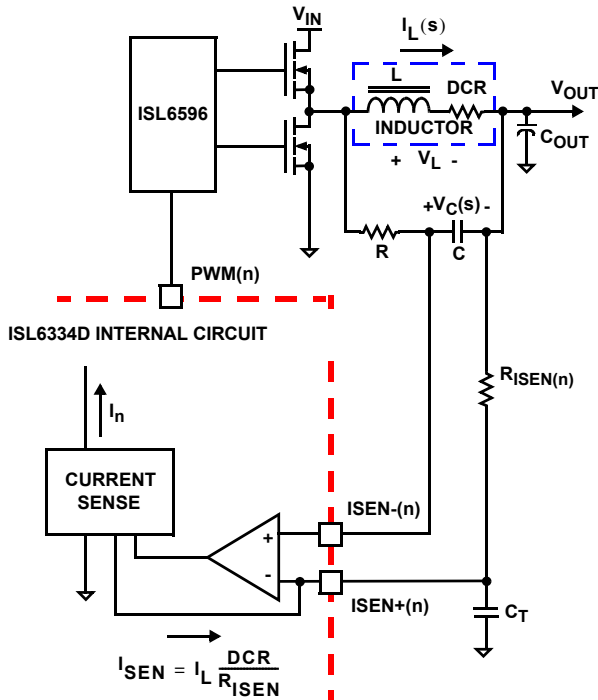 V_IN
I_L(s)
L
DCR
V_OUT
ISL6596
INDUCTOR
C_OUT
+ V_L -
+V_C(s) -
R
C
PWM(n)
ISL6334D INTERNAL CIRCUIT
R_ISEN(n)
I_n
CURRENT
SENSE
ISEN-(n)
+
-
ISEN+(n)
C_T
I_SEN = I_L DCR / R_ISEN